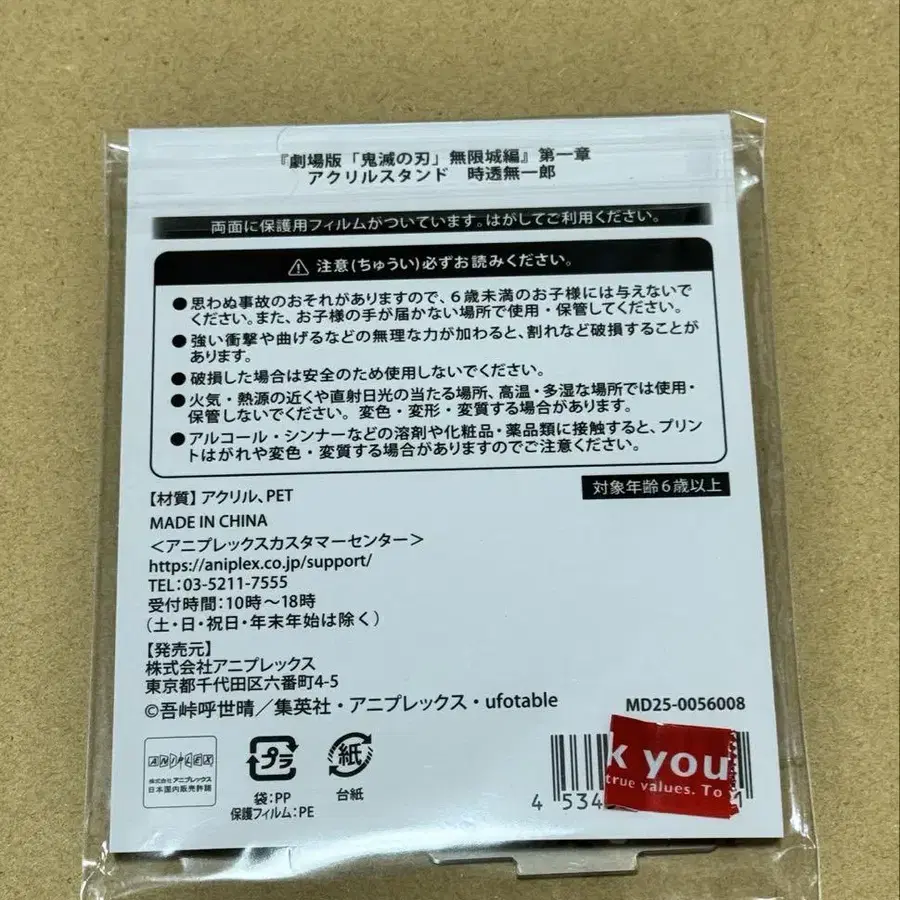 『劇場版「鬼滅の刃」無限城編』第一章
アクリルスタンド 時透無一郎
両面に保護用フィルムがついています。はがしてご利用ください。
注意(ちゅうい)必ずお読みください。
●思わぬ事故のおそれがありますので、６歳未満のお子様には与えないで
ください。また、お子様の手が届かない場所で使用・保管してください。
●強い衝撃や曲げるなどの無理な力が加わると、割れなど破損することが
あります。
●破損した場合は安全のため使用しないでください。
●火気・熱源の近くや直射日光の当たる場所、高温・多湿な場所では使用・
保管しないでください。変色・変形・変質する場合があります。
●アルコール・シンナーなどの溶剤や化粧品・薬品類に接触すると、プリン
トはがれや変色・変質する場合がありますのでご注意ください。
【材質】アクリル、PET
対象年齢６歳以上
MADE IN CHINA
＜アニプレックスカスタマーセンター＞
https://aniplex.co.jp/support/
TEL：03-5211-7555
受付時間：10時〜18時
（土・日・祝日・年末年始は除く）
【発売元】
株式会社アニプレックス
東京都千代田区六番町4-5
©吾峠呼世晴／集英社・アニプレックス・ufotable
MD25-0056008
ANIPLEX
株式会社アニプレックス
日本国内販売許諾
プラ
袋：PP
保護フィルム：PE
紙
台紙
k you
true values. To
4 534
1